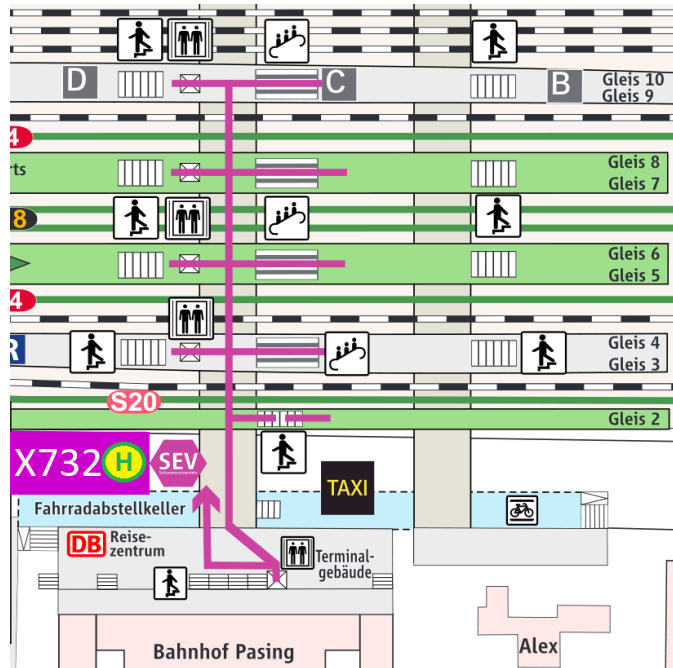 D
C
B
Gleis 10
Gleis 9
4
rts
Gleis 8
Gleis 7
8
Gleis 6
Gleis 5
4
R
Gleis 4
Gleis 3
S20
Gleis 2
X732 H SEV
TAXI
Fahrradabstellkeller
DB Reise-
zentrum
Terminal-
gebäude
Bahnhof Pasing
Alex